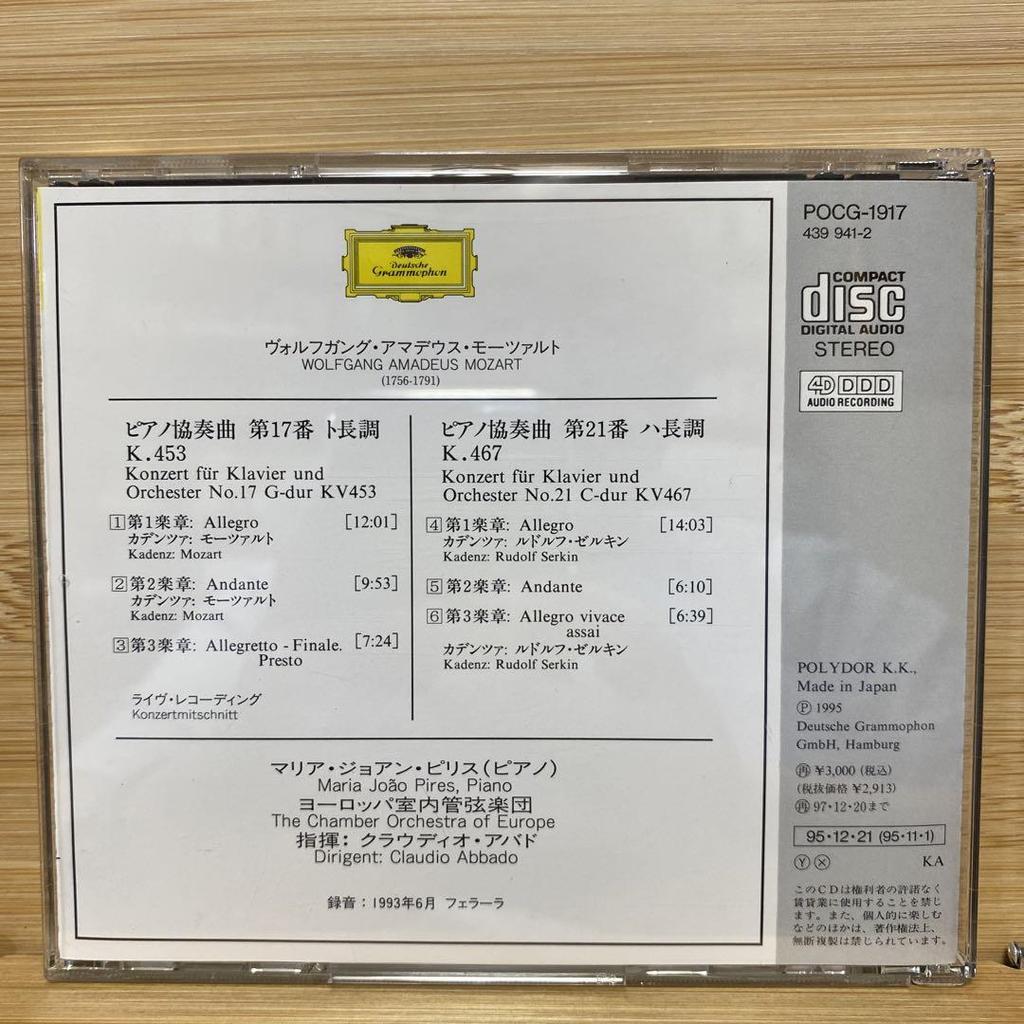 Deutsche
Grammophon
ヴォルフガング・アマデウス・モーツァルト
WOLFGANG AMADEUS MOZART
(1756-1791)
ピアノ協奏曲 第17番 ト長調
K.453
Konzert für Klavier und
Orchester No.17 G-dur KV453
1 第1楽章: Allegro [12:01]
カデンツァ: モーツァルト
Kadenz: Mozart
2 第2楽章: Andante [9:53]
カデンツァ: モーツァルト
Kadenz: Mozart
3 第3楽章: Allegretto - Finale. [7:24]
Presto
ライヴ・レコーディング
Konzertmitschnitt
ピアノ協奏曲 第21番 ハ長調
K.467
Konzert für Klavier und
Orchester No.21 C-dur KV467
4 第1楽章: Allegro [14:03]
カデンツァ: ルドルフ・ゼルキン
Kadenz: Rudolf Serkin
5 第2楽章: Andante [6:10]
6 第3楽章: Allegro vivace [6:39]
assai
カデンツァ: ルドルフ・ゼルキン
Kadenz: Rudolf Serkin
マリア・ジョアン・ピリス(ピアノ)
Maria João Pires, Piano
ヨーロッパ室内管弦楽団
The Chamber Orchestra of Europe
指揮: クラウディオ・アバド
Dirigent: Claudio Abbado
録音:1993年6月 フェラーラ
POCG-1917
439 941-2
COMPACT
disc
DIGITAL AUDIO
STEREO
4D DDD
AUDIO RECORDING
POLYDOR K.K.,
Made in Japan
Ⓟ 1995
Deutsche Grammophon
GmbH, Hamburg
㊢ ¥3,000 (税込)
(税抜価格 ¥2,913)
㊢ 97・12・20まで
95・12・21 (95・11・1)
Ⓨ ⓧ KA
このCDは権利者の許諾なく
賃貸業に使用することを禁じ
ます。また、個人的に楽しむ
などのほかは、著作権法上、
無断複製は禁じられています。